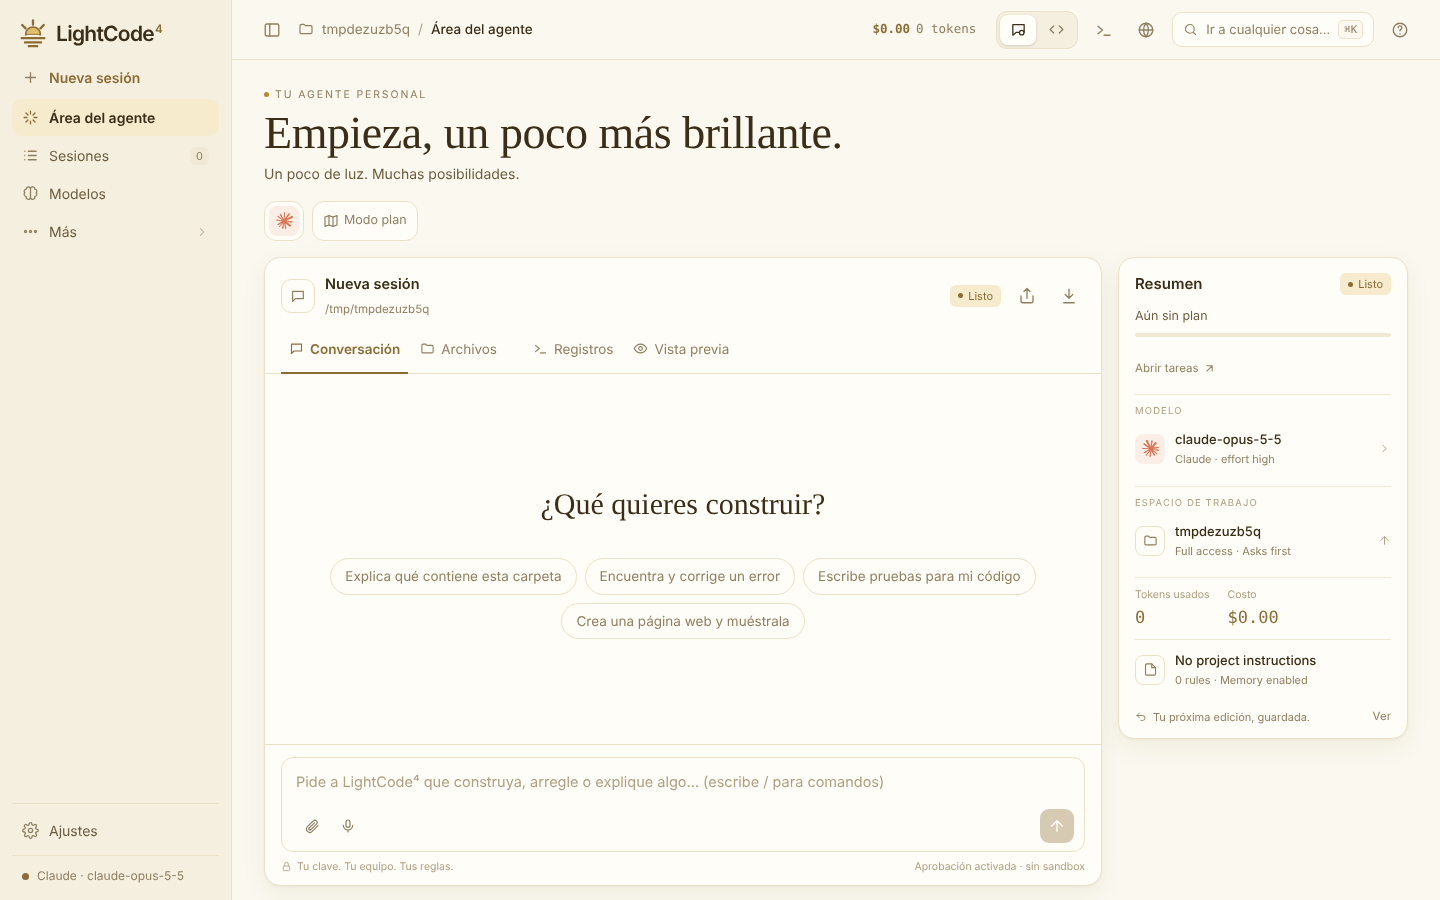 LightCode⁴
Nueva sesión
Área del agente
Sesiones 0
Modelos
Más
Ajustes
Claude · claude-opus-5-5
tmpdezuzb5q / Área del agente
$0.00 0 tokens
Ir a cualquier cosa... ⌘K
TU AGENTE PERSONAL
Empieza, un poco más brillante.
Un poco de luz. Muchas posibilidades.
Modo plan
Nueva sesión
/tmp/tmpdezuzb5q
Listo
Conversación
Archivos
Registros
Vista previa
¿Qué quieres construir?
Explica qué contiene esta carpeta
Encuentra y corrige un error
Escribe pruebas para mi código
Crea una página web y muéstrala
Pide a LightCode⁴ que construya, arregle o explique algo... (escribe / para comandos)
Tu clave. Tu equipo. Tus reglas.
Aprobación activada · sin sandbox
Resumen
Listo
Aún sin plan
Abrir tareas
MODELO
claude-opus-5-5
Claude · effort high
ESPACIO DE TRABAJO
tmpdezuzb5q
Full access · Asks first
Tokens usados Costo
0 $0.00
No project instructions
0 rules · Memory enabled
Tu próxima edición, guardada. Ver